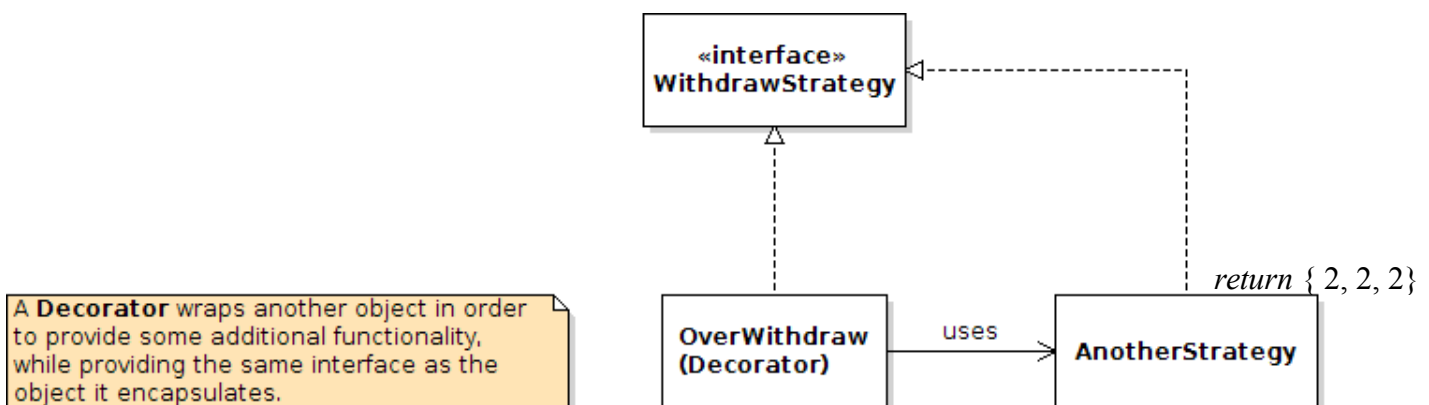 «interface»
WithdrawStrategy
return { 2, 2, 2}
A Decorator wraps another object in order
to provide some additional functionality,
while providing the same interface as the
object it encapsulates.
OverWithdraw
(Decorator)
uses
AnotherStrategy